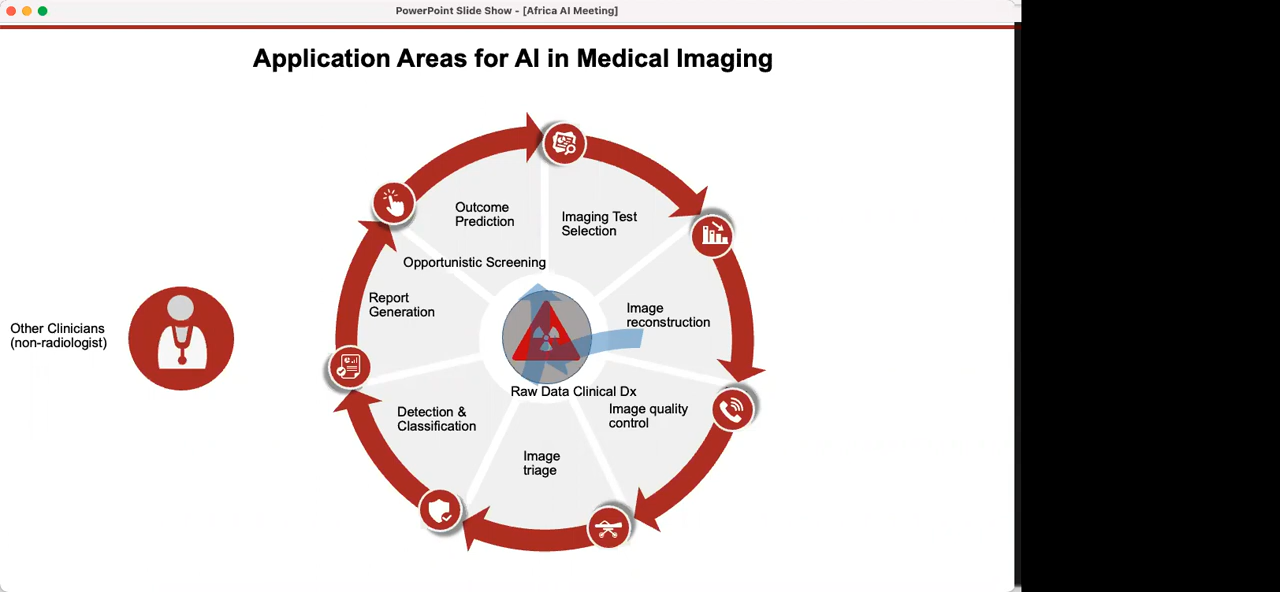 PowerPoint Slide Show - [Africa AI Meeting]
Application Areas for AI in Medical Imaging
Outcome
Prediction
Imaging Test
Selection
Opportunistic Screening
Report
Generation
Image
reconstruction
Other Clinicians
(non-radiologist)
Raw Data Clinical Dx
Image quality
control
Detection &
Classification
Image
triage